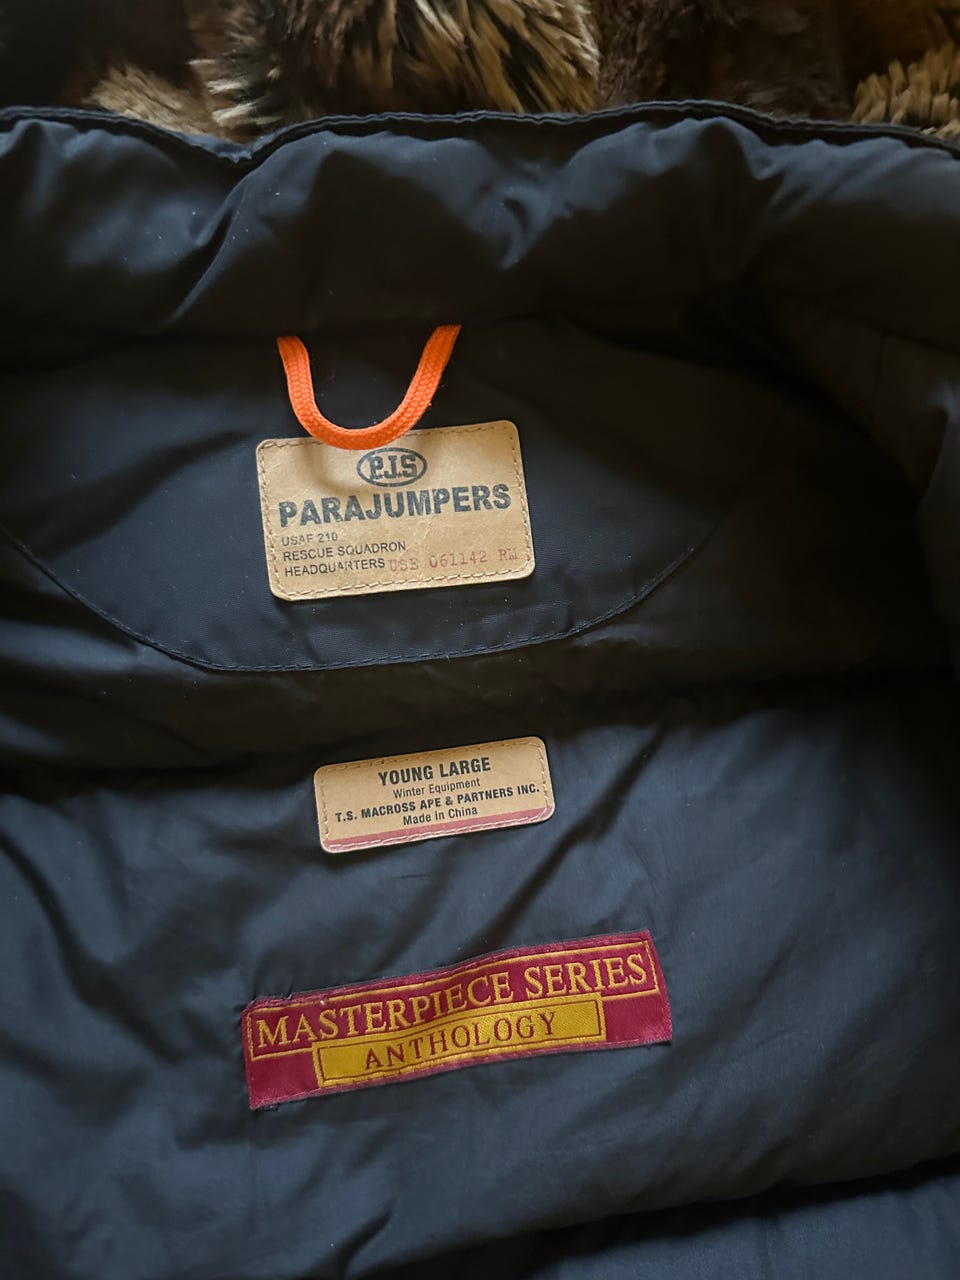 P.J.S
PARAJUMPERS
USAF 210
RESCUE SQUADRON
HEADQUARTERS USE 061142 RM
YOUNG LARGE
Winter Equipment
T.S. MACROSS APE & PARTNERS INC.
Made in China
MASTERPIECE SERIES
ANTHOLOGY